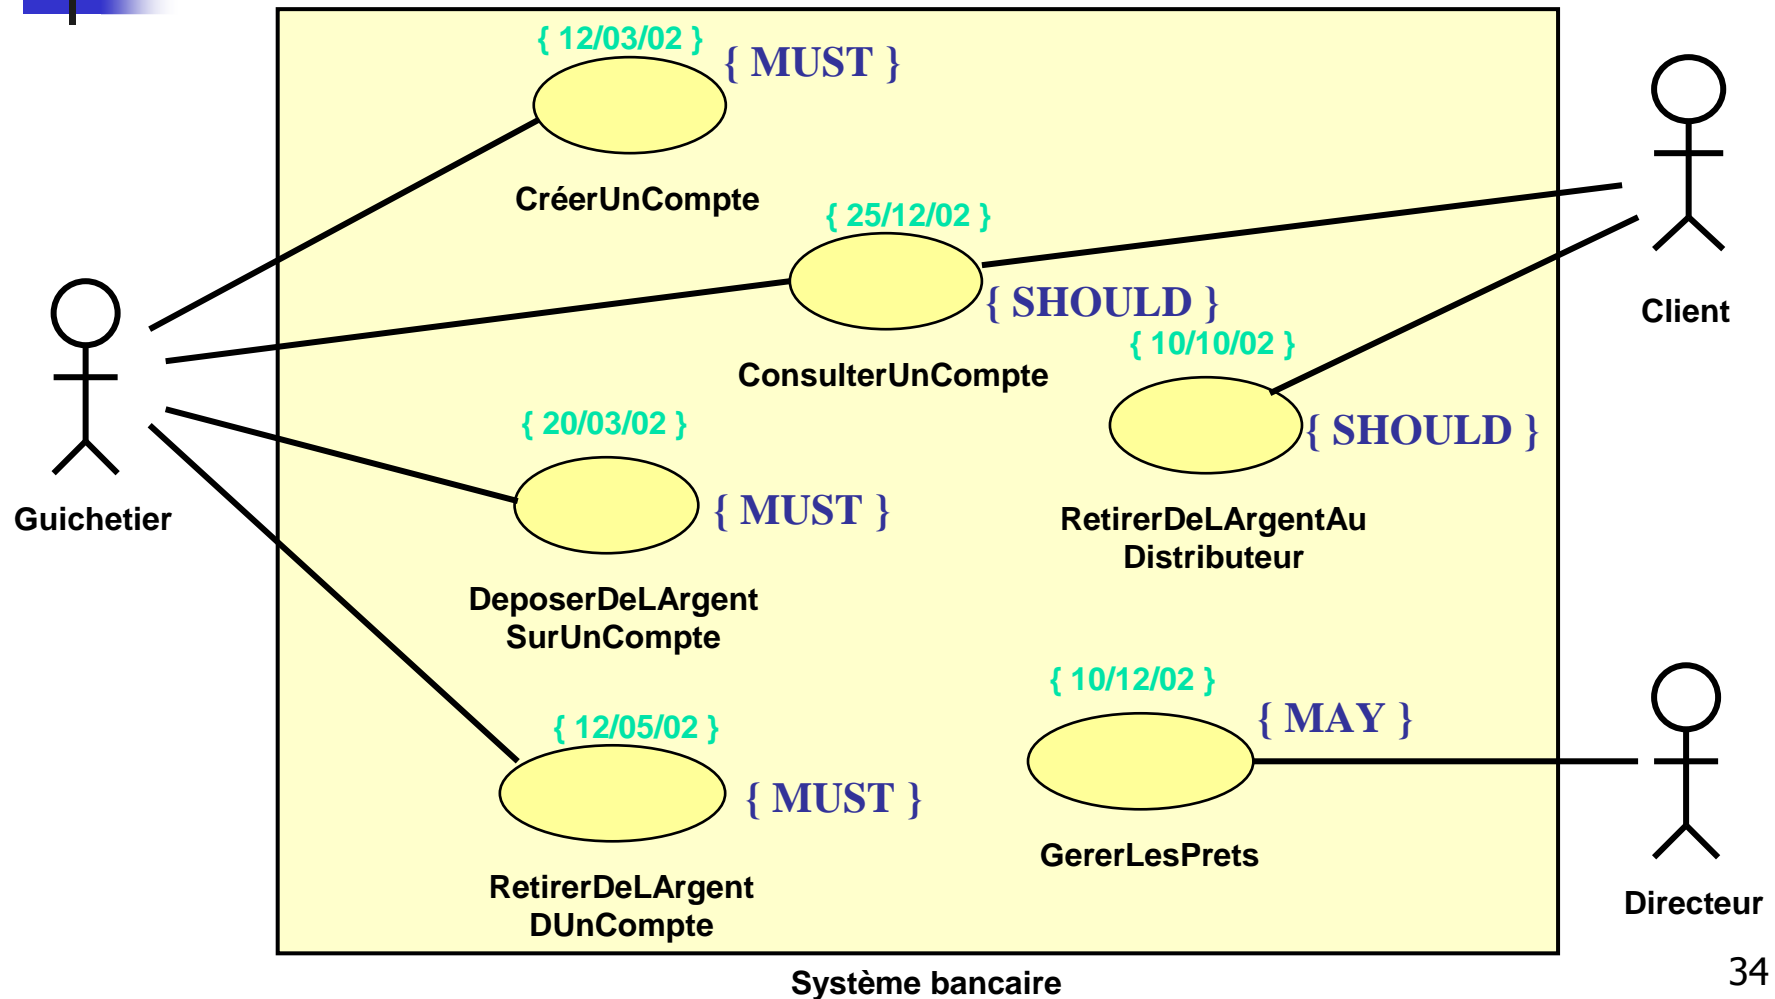 { 12/03/02 }
{ MUST }
CréerUnCompte
{ 25/12/02 }
{ SHOULD }
ConsulterUnCompte
Client
{ 10/10/02 }
{ SHOULD }
RetirerDeLArgentAu
Distributeur
{ 20/03/02 }
{ MUST }
Guichetier
DeposerDeLArgent
SurUnCompte
{ 10/12/02 }
{ MAY }
GererLesPrets
{ 12/05/02 }
{ MUST }
RetirerDeLArgent
DUnCompte
Directeur
Système bancaire
34